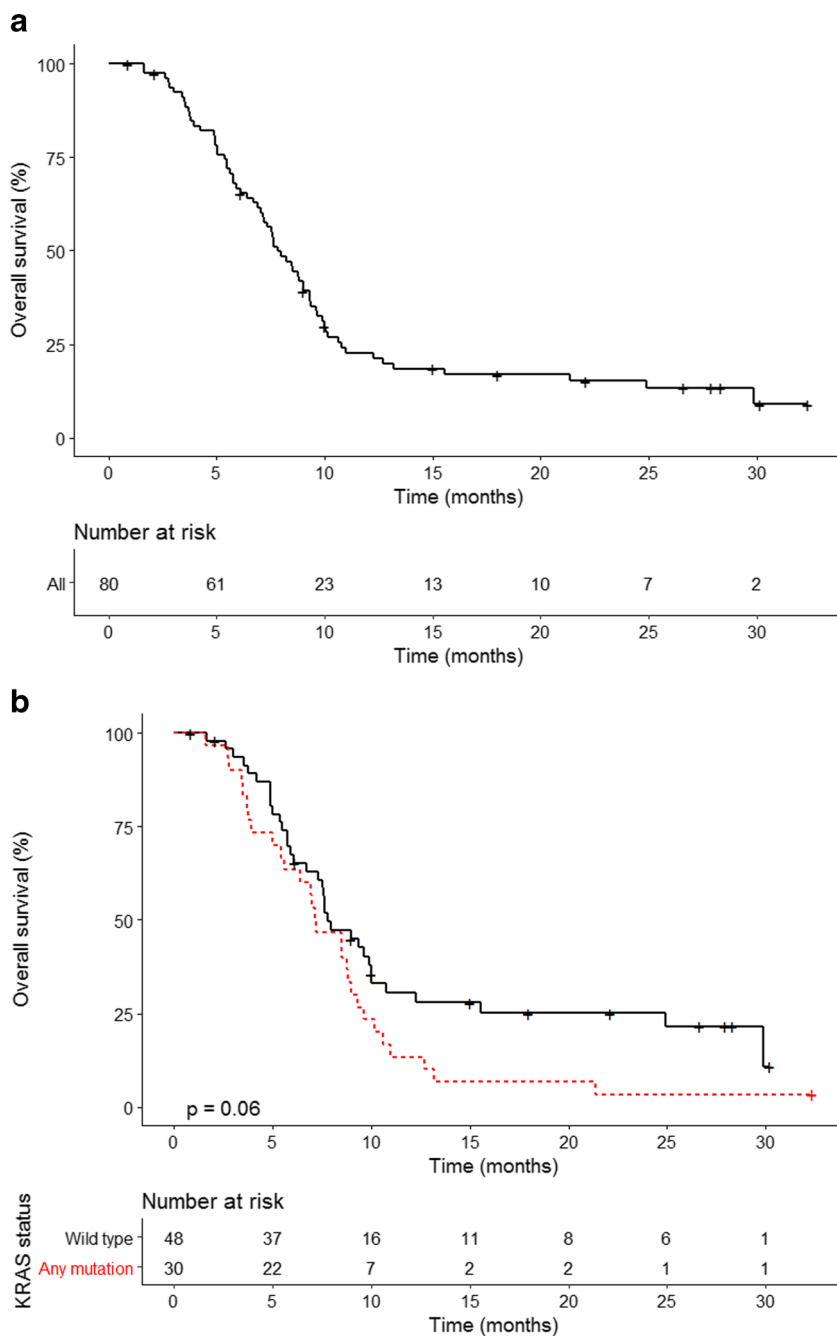 a
Overall survival (%)
100
75
50
25
0
0 5 10 15 20 25 30
Time (months)
Number at risk
All 80 61 23 13 10 7 2
0 5 10 15 20 25 30
Time (months)
b
Overall survival (%)
100
75
50
25
0
p = 0.06
0 5 10 15 20 25 30
Time (months)
KRAS status
Number at risk
Wild type 48 37 16 11 8 6 1
Any mutation 30 22 7 2 2 1 1
0 5 10 15 20 25 30
Time (months)